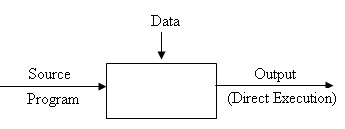 Data
Source
Program
Output
(Direct Execution)